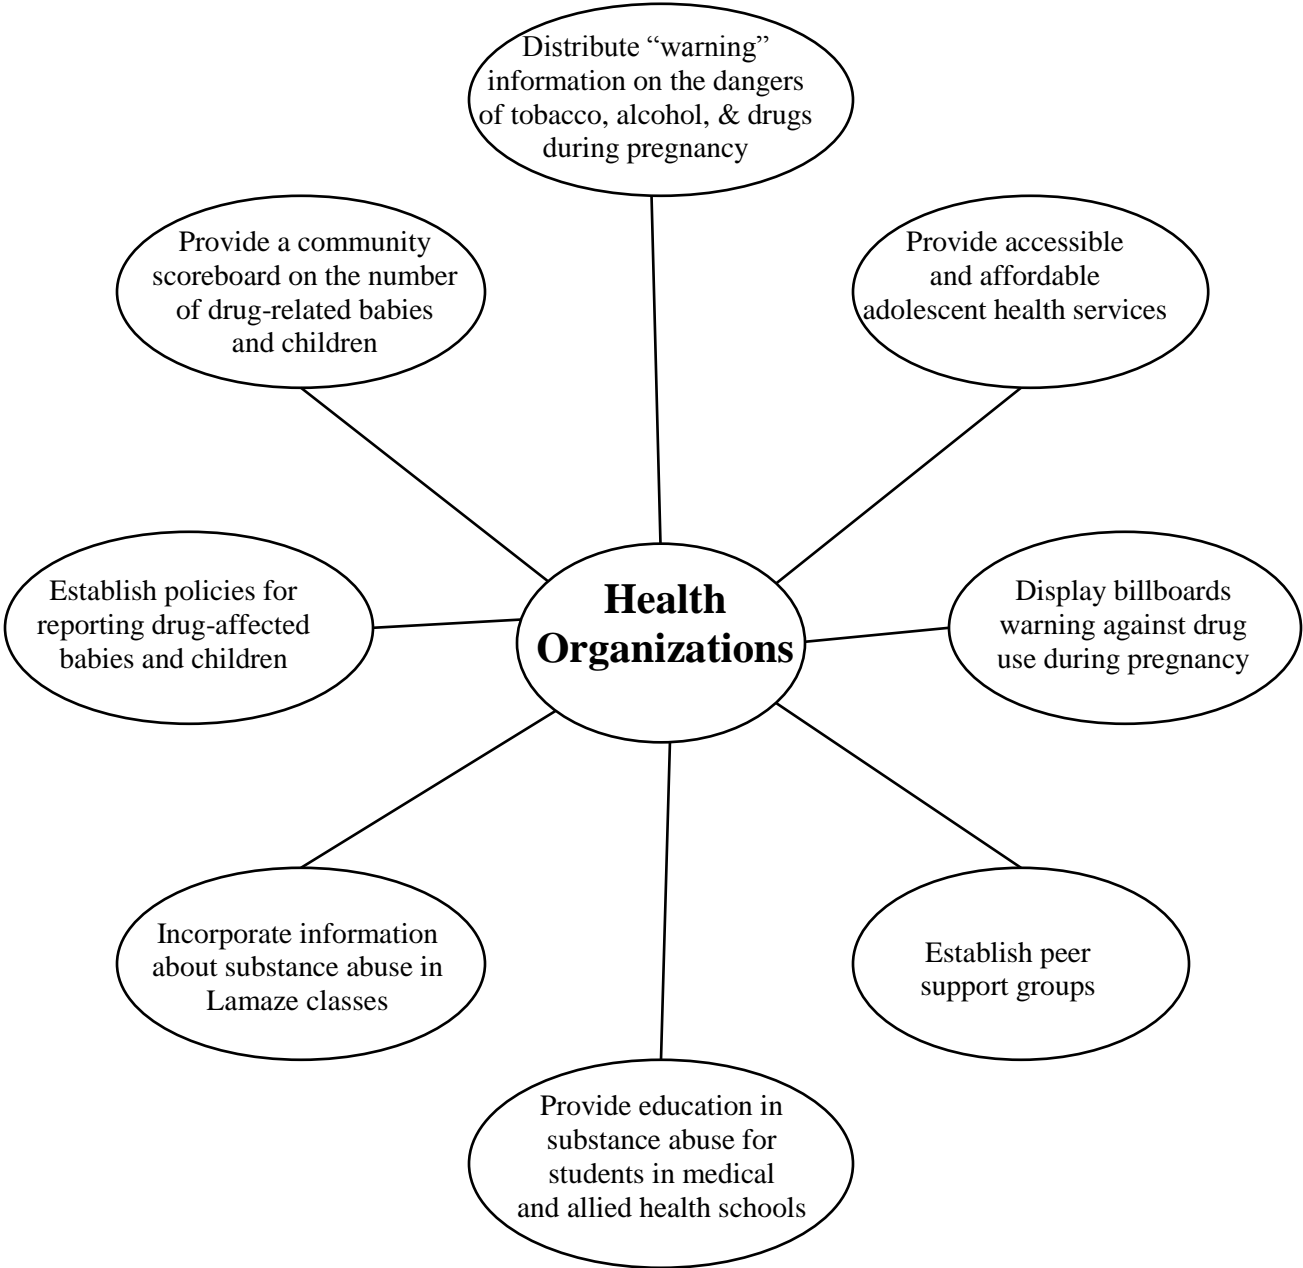 Distribute “warning”
information on the dangers
of tobacco, alcohol, & drugs
during pregnancy
Provide a community
scoreboard on the number
of drug-related babies
and children
Provide accessible
and affordable
adolescent health services
Establish policies for
reporting drug-affected
babies and children
Health
Organizations
Display billboards
warning against drug
use during pregnancy
Incorporate information
about substance abuse in
Lamaze classes
Establish peer
support groups
Provide education in
substance abuse for
students in medical
and allied health schools